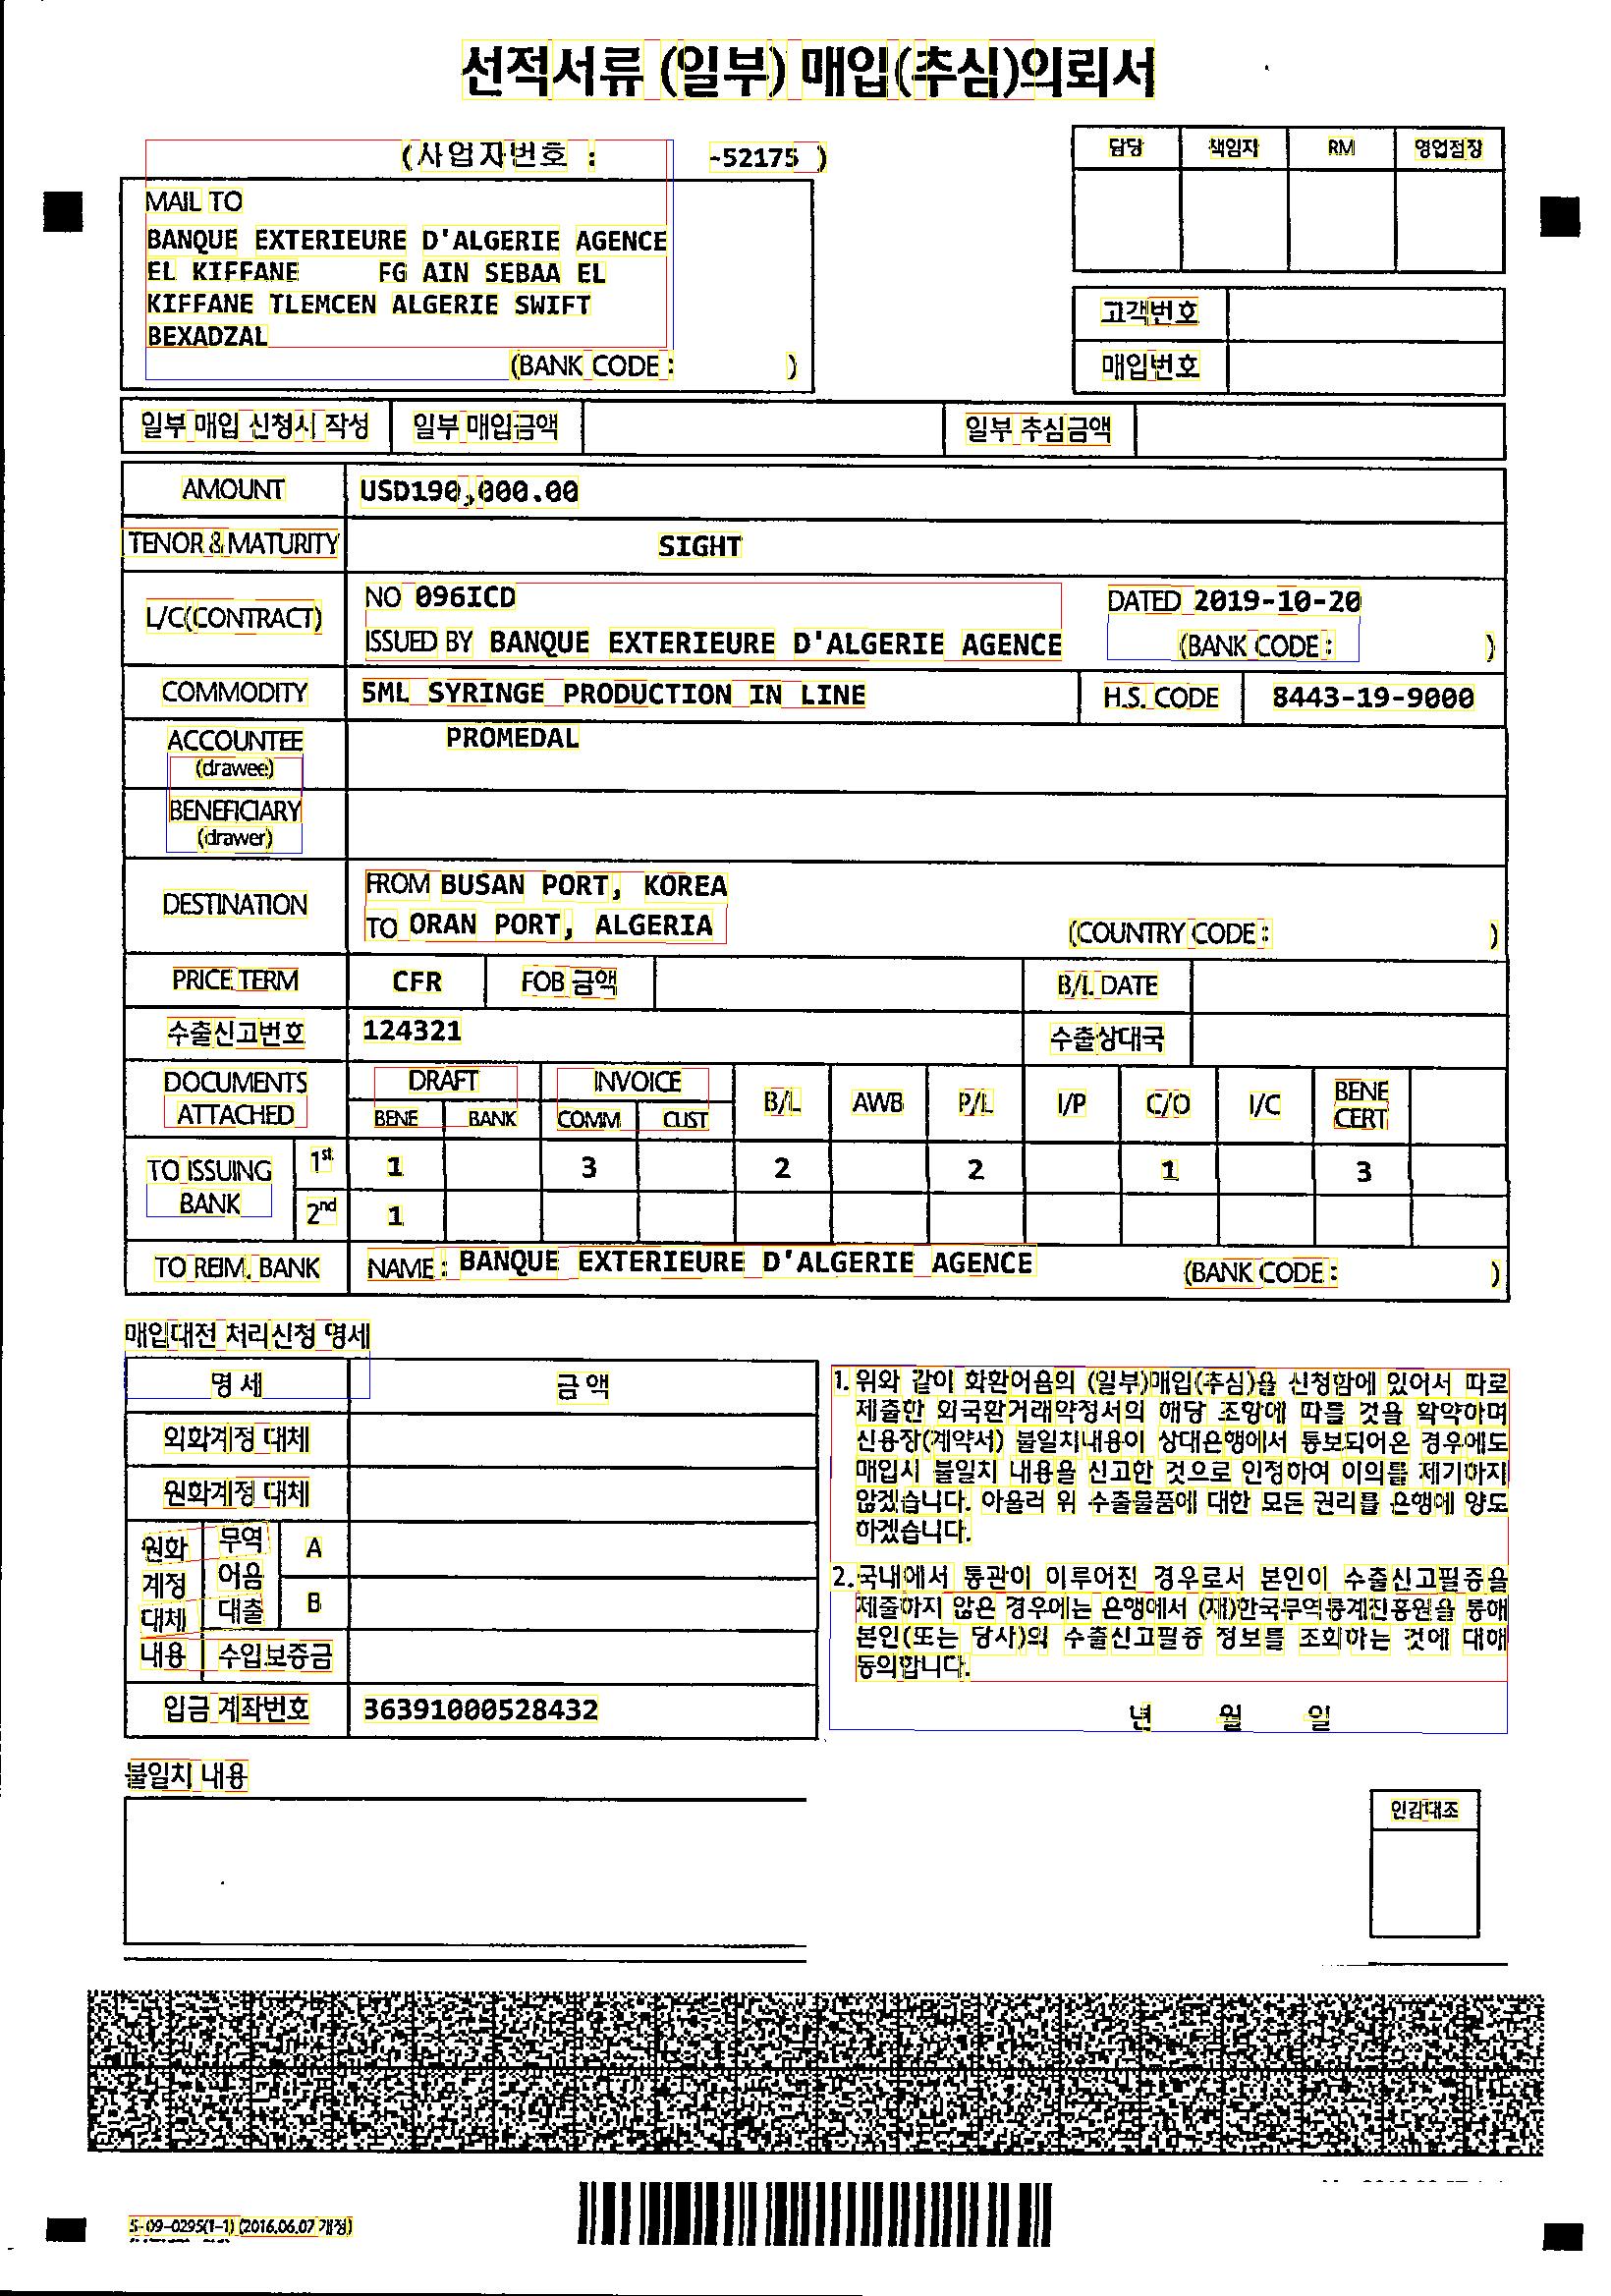 선적서류 (일부) 매입(추심)의뢰서
(사업자번호 : -52175 )
담당 책임자 RM 영업점장
MAIL TO
BANQUE EXTERIEURE D'ALGERIE AGENCE
EL KIFFANE FG AIN SEBAA EL
KIFFANE TLEMCEN ALGERIE SWIFT
BEXADZAL
(BANK CODE : )
고객번호
매입번호
일부 매입 신청시 작성 일부 매입금액 일부 추심금액
AMOUNT USD190,000.00
TENOR & MATURITY SIGHT
L/C(CONTRACT)
NO 096ICD DATED 2019-10-20
ISSUED BY BANQUE EXTERIEURE D'ALGERIE AGENCE (BANK CODE : )
COMMODITY 5ML SYRINGE PRODUCTION IN LINE H.S. CODE 8443-19-9000
ACCOUNTEE PROMEDAL
(drawee)
BENEFICIARY
(drawer)
DESTINATION
FROM BUSAN PORT, KOREA
TO ORAN PORT, ALGERIA (COUNTRY CODE : )
PRICE TERM CFR FOB 금액 B/L DATE
수출신고번호 124321 수출상대국
DOCUMENTS ATTACHED
DRAFT INVOICE B/L AWB P/L I/P C/O I/C BENE CERT
BENE BANK COMM CUST
TO ISSUING BANK
1st 1 3 2 2 1 3
2nd 1
TO REIM. BANK NAME : BANQUE EXTERIEURE D'ALGERIE AGENCE (BANK CODE : )
매입대전 처리신청 명세
명 세 금 액
외화계정 대체
원화계정 대체
원화 계정 대체 내용
무역 어음 대출
A
B
수입보증금
입금 계좌번호 36391000528432
1. 위와 같이 화환어음의 (일부)매입(추심)을 신청함에 있어서 따로
제출한 외국환거래약정서의 해당 조항에 따를 것을 확약하며
신용장(계약서) 불일치내용이 상대은행에서 통보되어온 경우에도
매입시 불일치 내용을 신고한 것으로 인정하여 이의를 제기하지
않겠습니다. 아울러 위 수출물품에 대한 모든 권리를 은행에 양도
하겠습니다.
2. 국내에서 통관이 이루어진 경우로서 본인이 수출신고필증을
제출하지 않은 경우에는 은행에서 (재)한국무역통계진흥원을 통해
본인(또는 당사)의 수출신고필증 정보를 조회하는 것에 대해
동의합니다.
년 월 일
불일치 내용
인감대조
5-09-0295(1-1) (2016.06.07 개정)